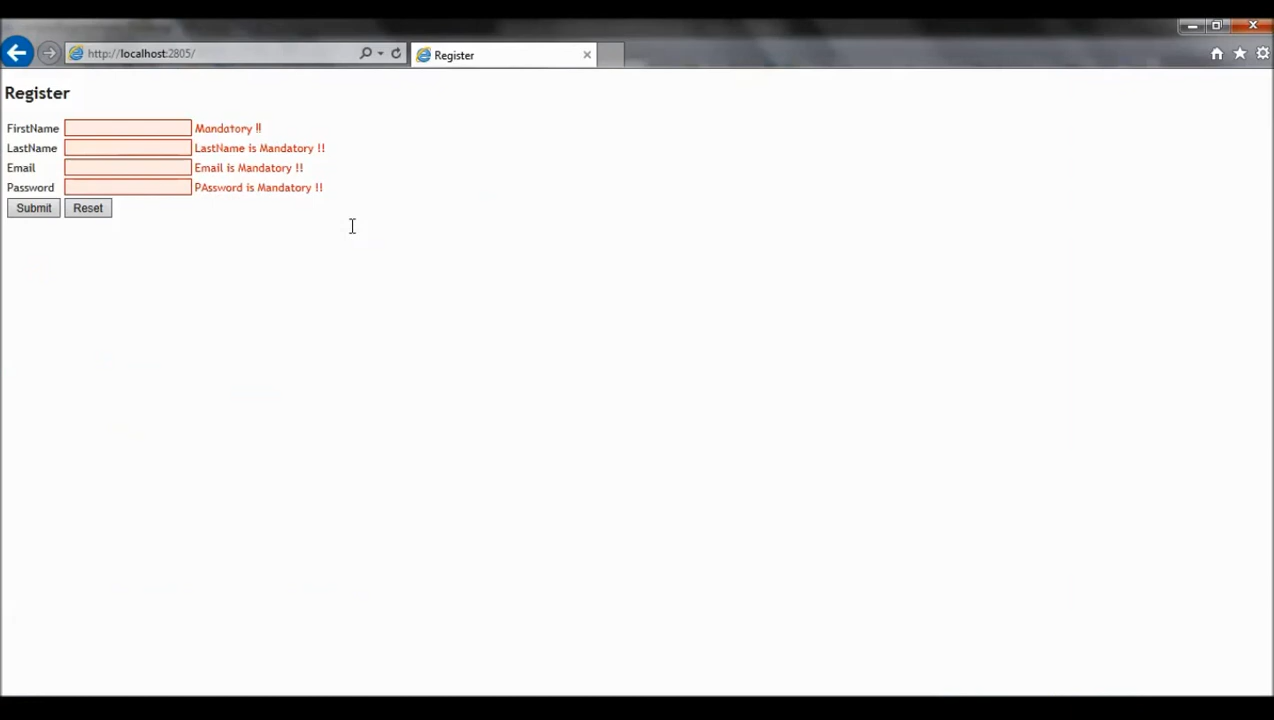 http://localhost:2805/
Register
Register
FirstName Mandatory !!
LastName LastName is Mandatory !!
Email Email is Mandatory !!
Password PAssword is Mandatory !!
Submit Reset